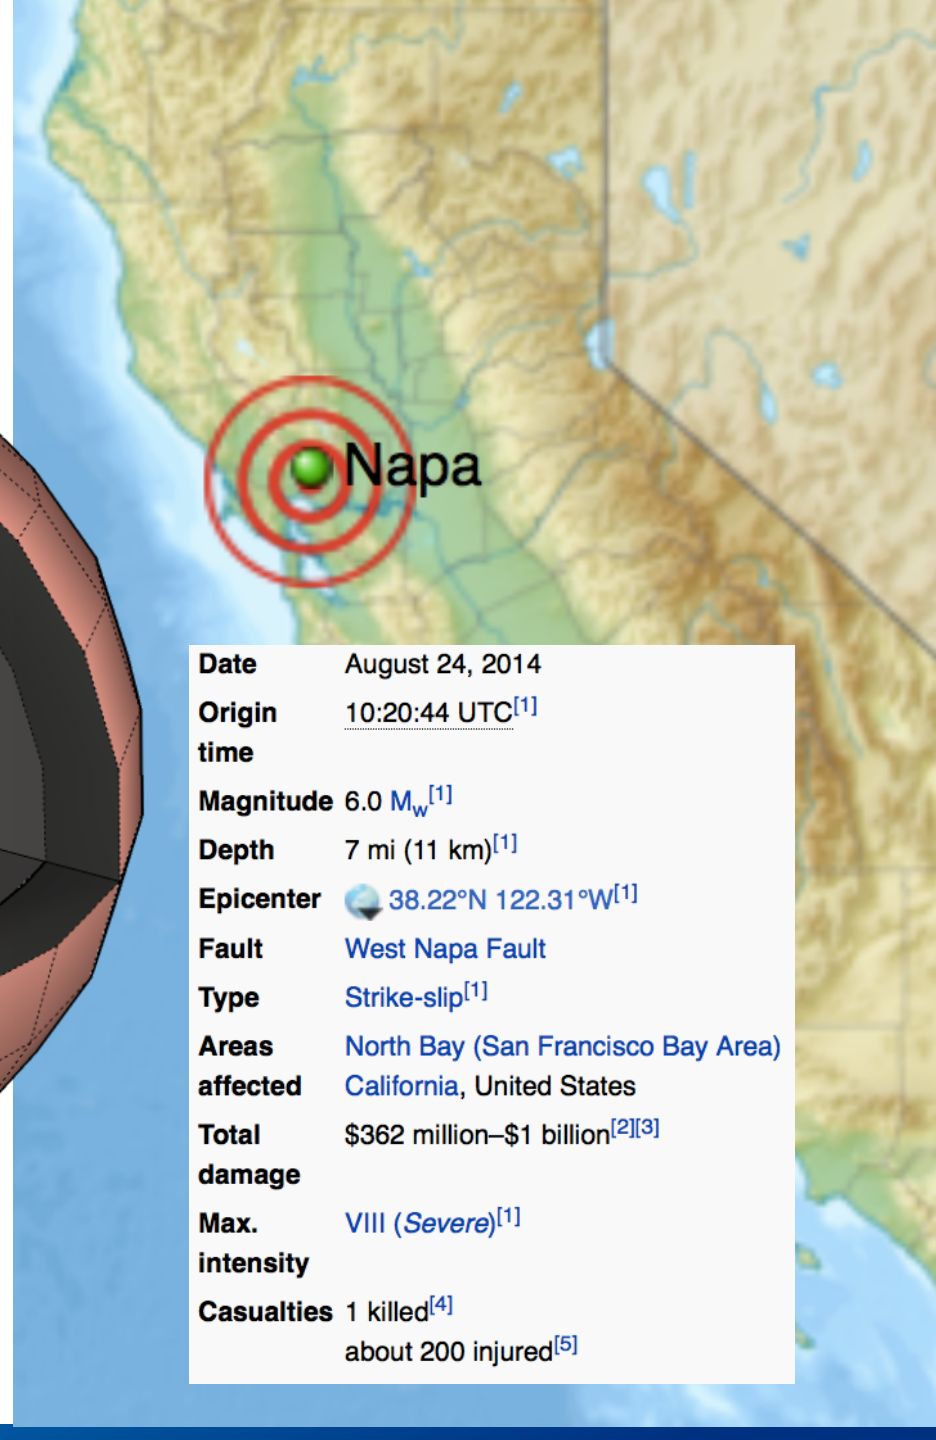 Napa
Date August 24, 2014
Origin 10:20:44 UTC[1]
time
Magnitude 6.0 Mw[1]
Depth 7 mi (11 km)[1]
Epicenter 38.22°N 122.31°W[1]
Fault West Napa Fault
Type Strike-slip[1]
Areas North Bay (San Francisco Bay Area)
affected California, United States
Total $362 million–$1 billion[2][3]
damage
Max. VIII (Severe)[1]
intensity
Casualties 1 killed[4]
about 200 injured[5]